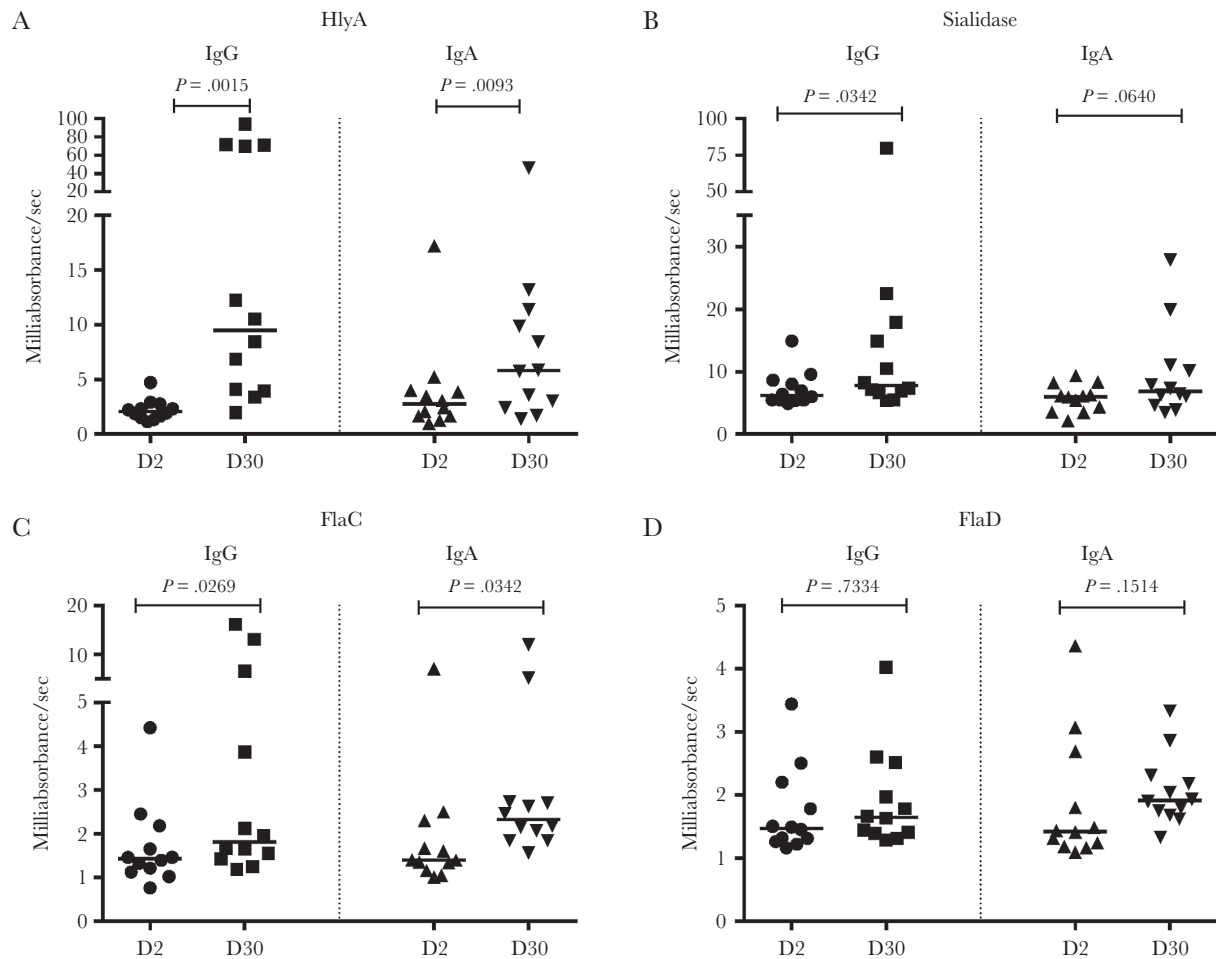 A
HlyA
IgG
IgA
P = .0015
P = .0093
Milliabsorbance/sec
100
80
60
40
20
20
15
10
5
0
D2
D30
D2
D30
B
Sialidase
IgG
IgA
P = .0342
P = .0640
Milliabsorbance/sec
100
75
50
30
20
10
0
D2
D30
D2
D30
C
FlaC
IgG
IgA
P = .0269
P = .0342
Milliabsorbance/sec
20
10
5
4
3
2
1
0
D2
D30
D2
D30
D
FlaD
IgG
IgA
P = .7334
P = .1514
Milliabsorbance/sec
5
4
3
2
1
0
D2
D30
D2
D30